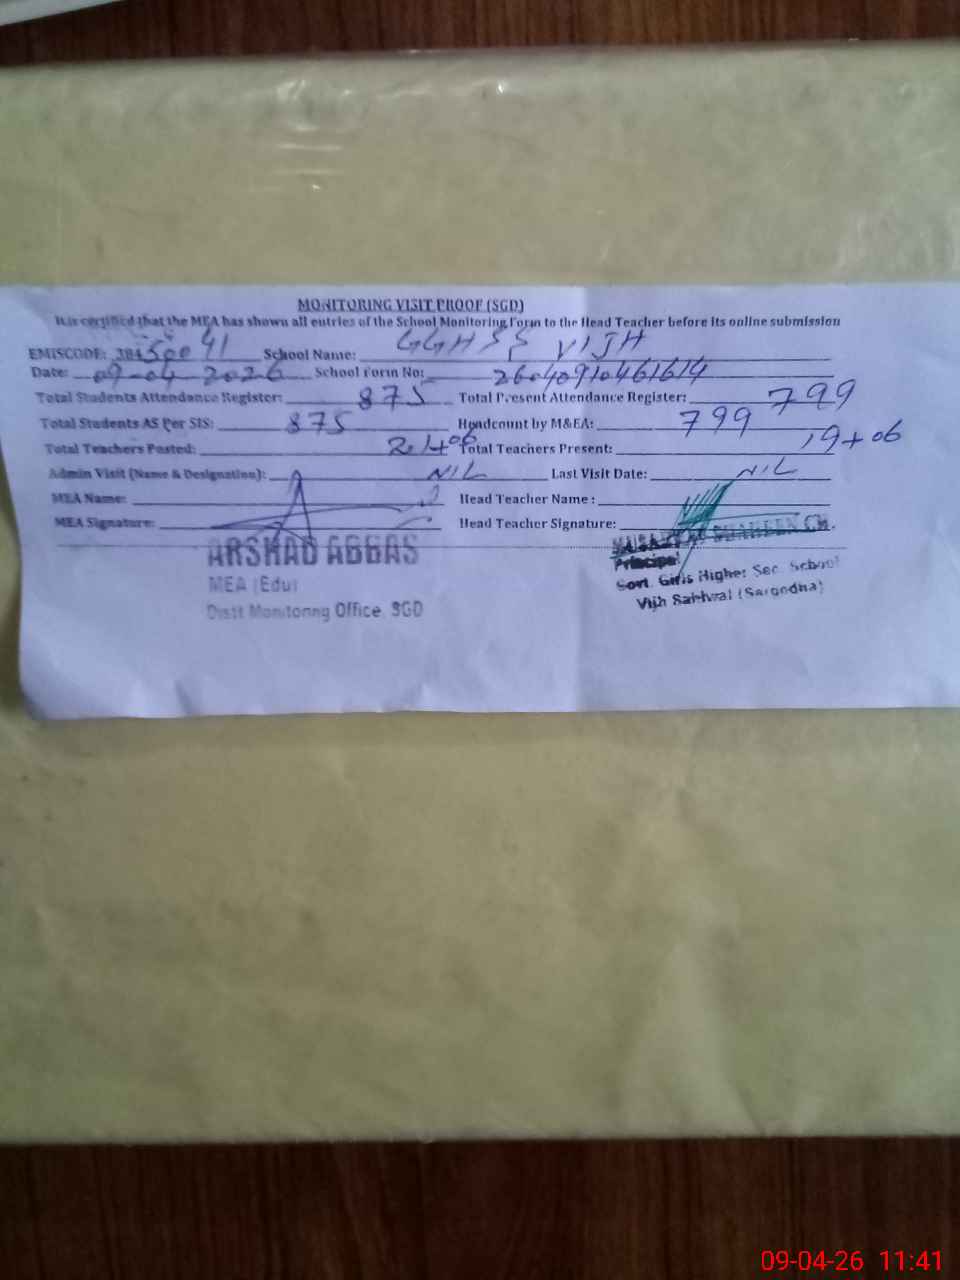 MONITORING VISIT PROOF (SGD)
It is certified that the MEA has shown all entries of the School Monitoring Form to the Head Teacher before its online submission
EMISCODE: 38450041 School Name: GGHSS VIJH
Date: 09-04-2026 School Form No: 26040910461614
Total Students Attendance Register: 875 Total Present Attendance Register: 799
Total Students AS Per SIS: 875 Headcount by M&EA: 799
Total Teachers Posted: Total Teachers Present: 19+06
Admin Visit (Name & Designation): NIL Last Visit Date: NIL
MEA Name: Head Teacher Name :
MEA Signature: Head Teacher Signature:
ARSHAD ABBAS
MEA (Edu)
Distt Monitoring Office, SGD
SHAHEEN CH.
Principal
Govt. Girls Higher Sec. School
Vijh Sahiwal (Sargodha)
09-04-26 11:41